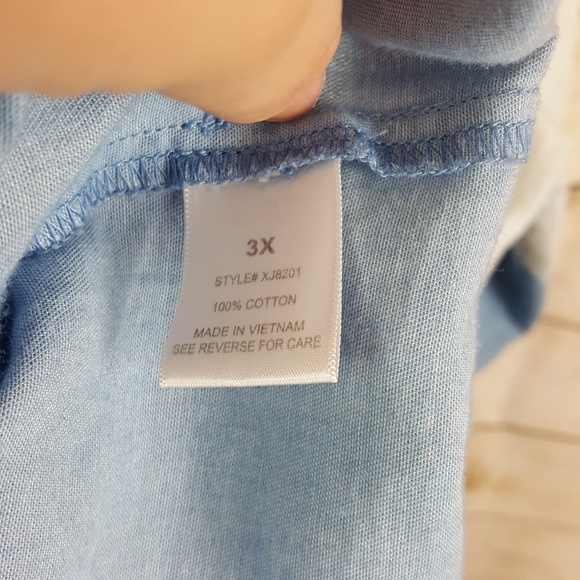 3X
STYLE# XJ8201
100% COTTON
MADE IN VIETNAM
SEE REVERSE FOR CARE